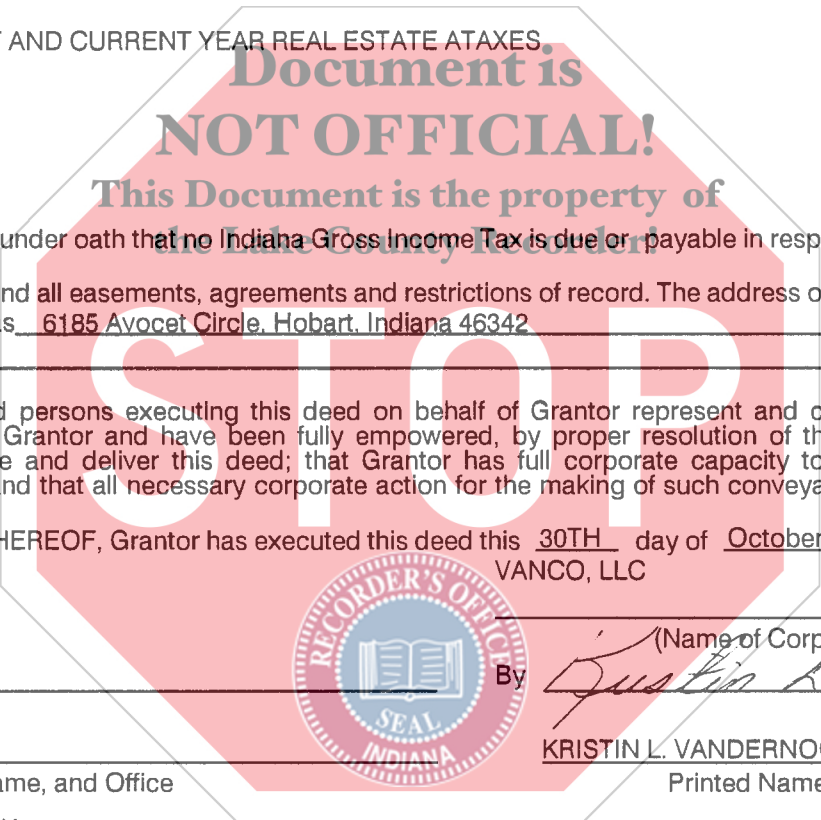 AND CURRENT YEAR REAL ESTATE ATAXES
Document is
NOT OFFICIAL!
This Document is the property of
the Lake County Recorder!
under oath that no Indiana Gross Income Tax is due or payable in resp
nd all easements, agreements and restrictions of record. The address o
s 6185 Avocet Circle, Hobart, Indiana 46342
STOP
d persons executing this deed on behalf of Grantor represent and c
Grantor and have been fully empowered, by proper resolution of th
e and deliver this deed; that Grantor has full corporate capacity to
nd that all necessary corporate action for the making of such conveya
HEREOF, Grantor has executed this deed this 30TH day of October
VANCO, LLC
RECORDER'S OFFICE
SEAL
INDIANA
(Name of Corp
By Kristin L
KRISTIN L. VANDERNO
ame, and Office
Printed Name